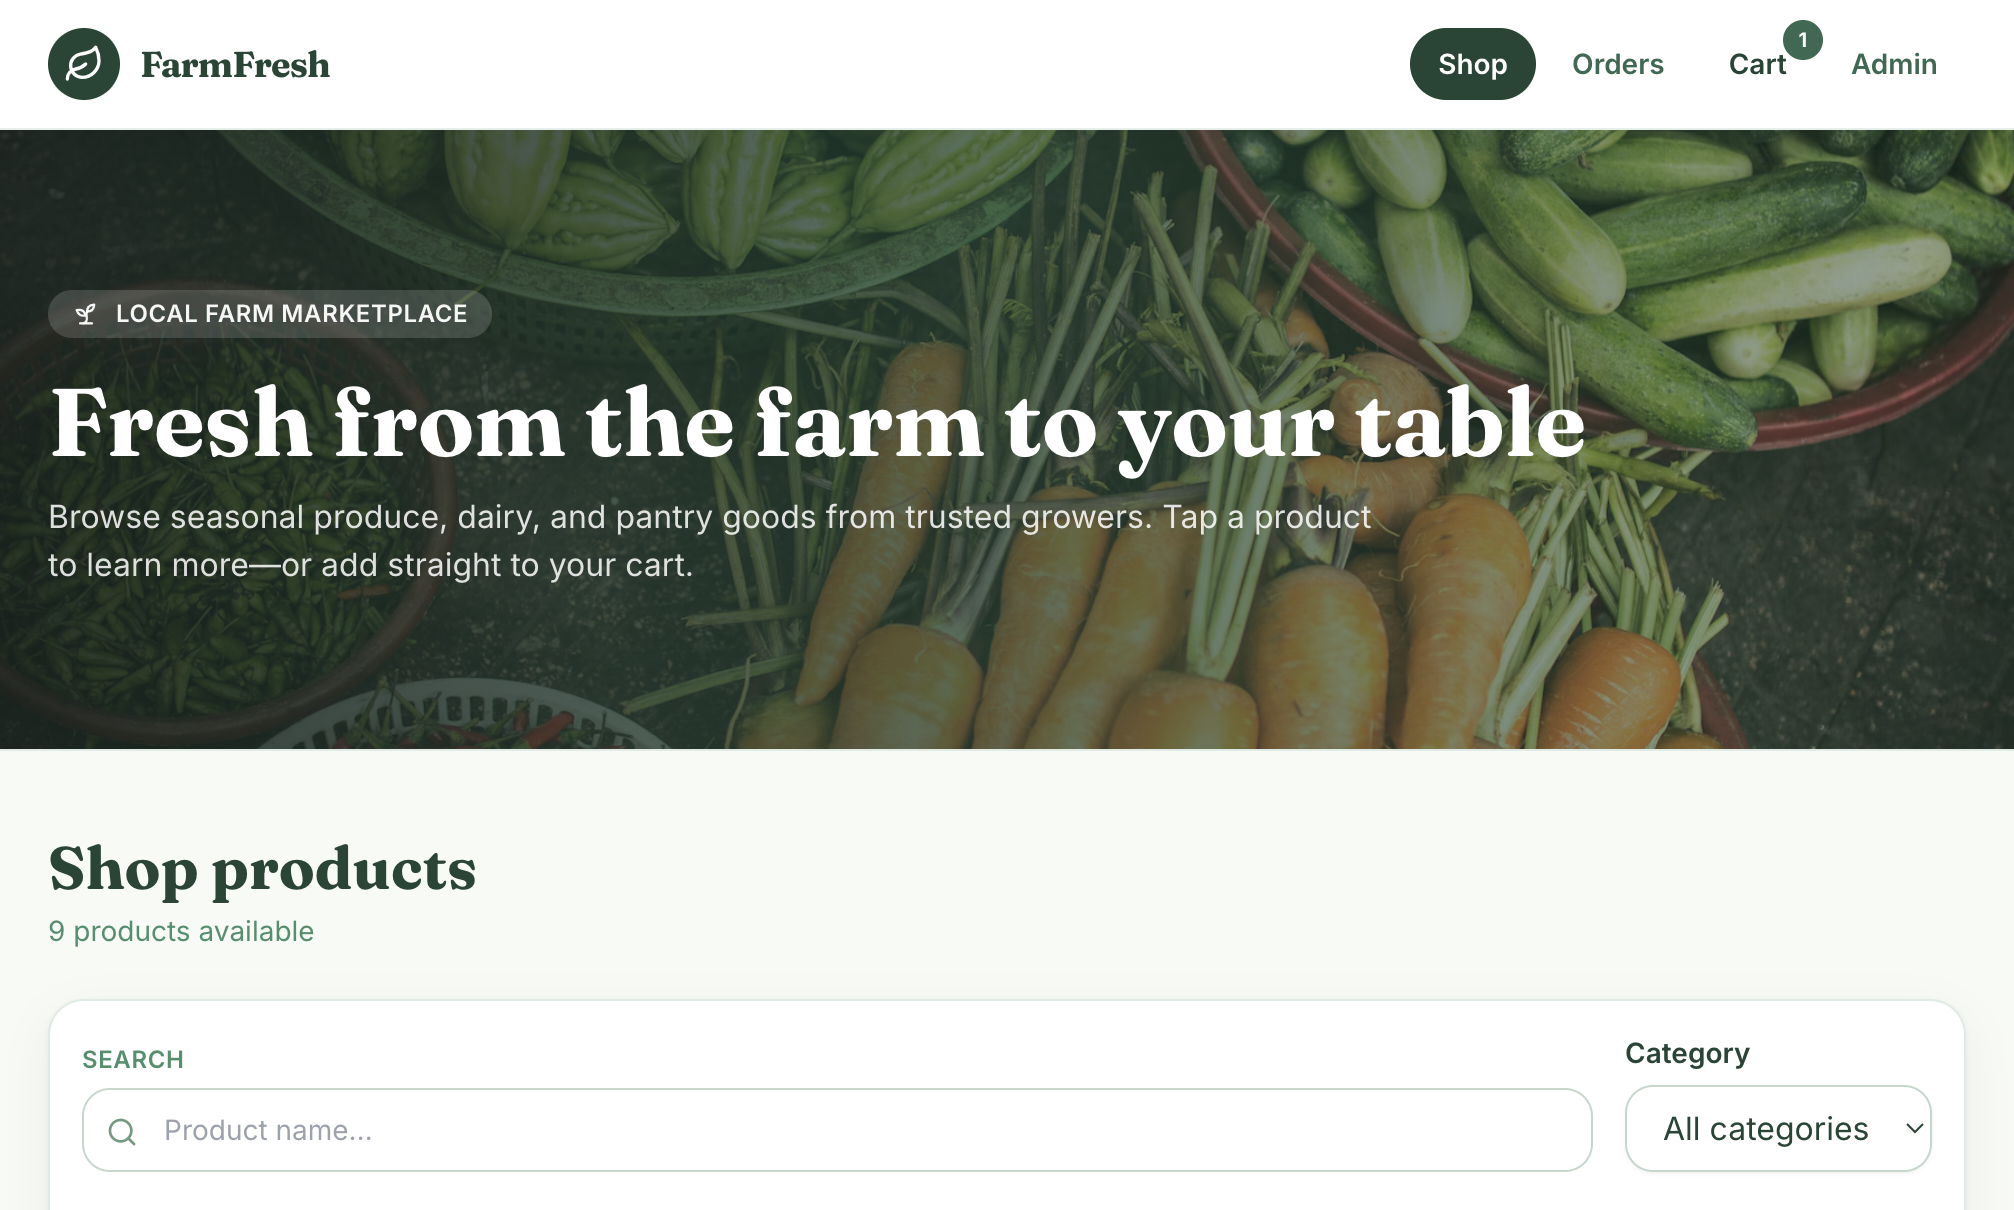 FarmFresh
Shop
Orders
Cart
1
Admin
LOCAL FARM MARKETPLACE
Fresh from the farm to your table
Browse seasonal produce, dairy, and pantry goods from trusted growers. Tap a product
to learn more—or add straight to your cart.
Shop products
9 products available
SEARCH
Product name...
Category
All categories